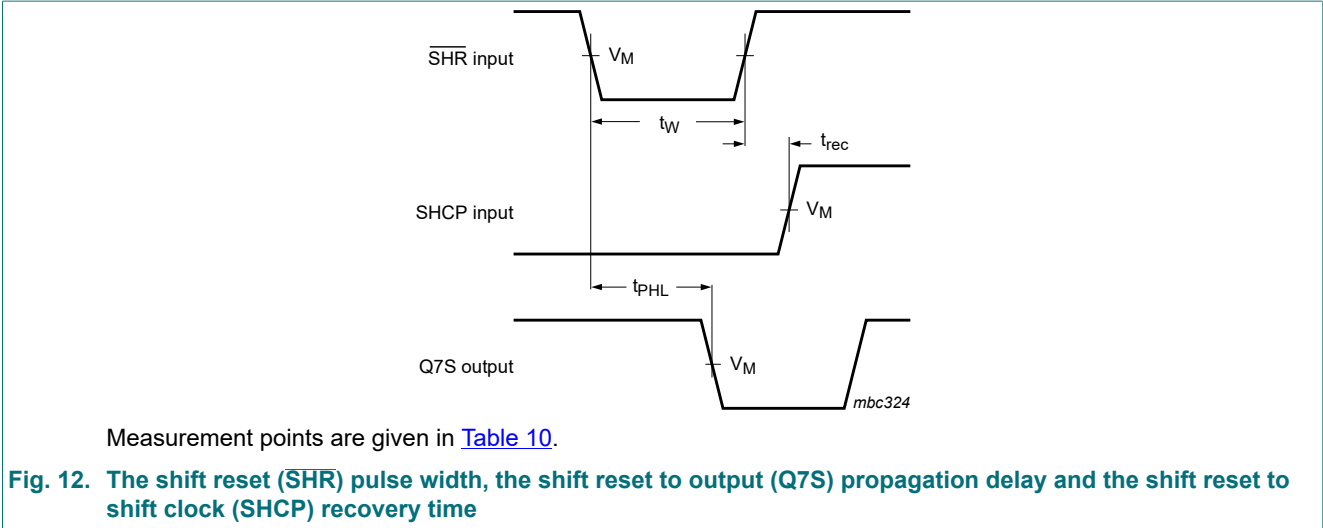 SHR input
VM
tW
trec
SHCP input
VM
tPHL
Q7S output
VM
mbc324
Measurement points are given in Table 10.
Fig. 12. The shift reset (SHR) pulse width, the shift reset to output (Q7S) propagation delay and the shift reset to
shift clock (SHCP) recovery time